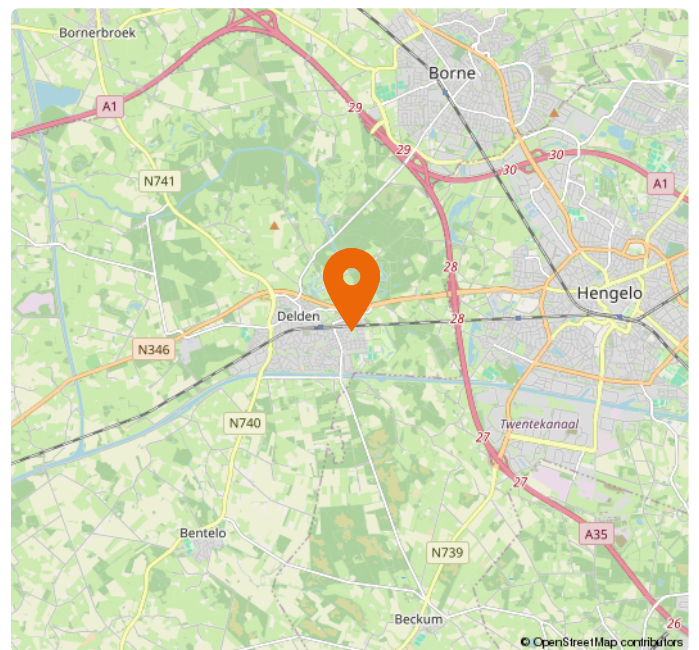 Bornerbroek
Borne
A1
29
29
30
30
N741
A1
28
Hengelo
Delden
28
N346
N740
Twentekanaal
27
27
Bentelo
A35
N739
Beckum
26
© OpenStreetMap contributors